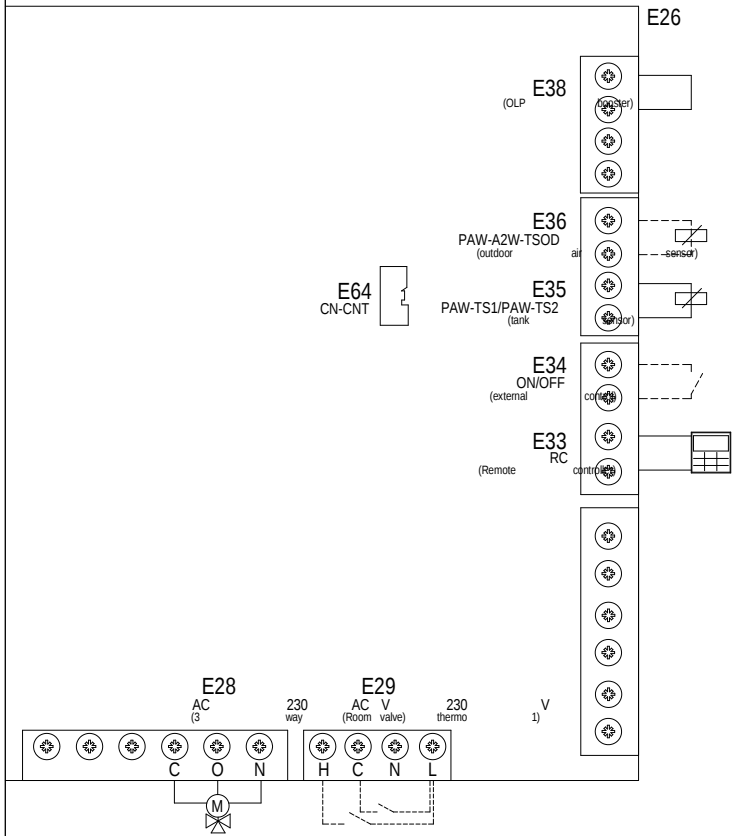 E26
E38
(OLP booster)
E36
PAW-A2W-TSOD
(outdoor air sensor)
E64
CN-CNT
E35
PAW-TS1/PAW-TS2
(tank sensor)
E34
ON/OFF
(external control)
E33
RC
(Remote controller)
E28
AC 230 V
(3 way valve)
E29
AC 230 V
(Room thermo 1)
C O N
H C N L
M